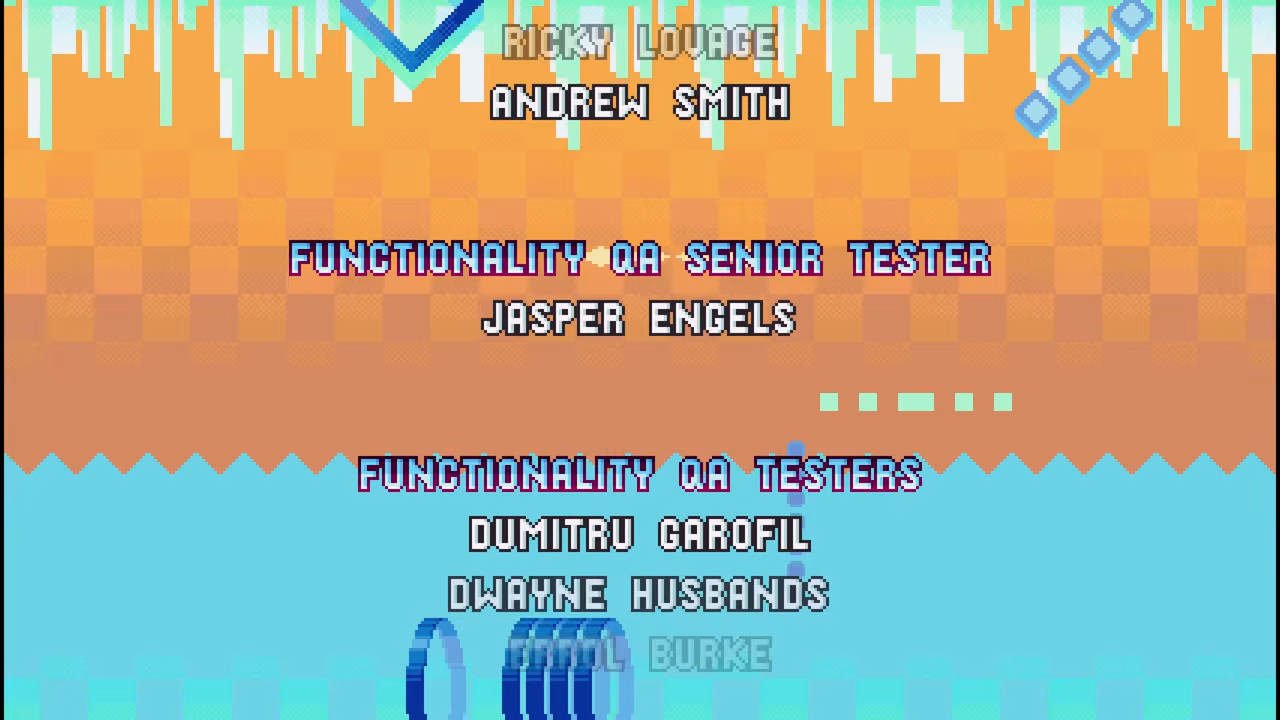 RICKY LOVAGE
ANDREW SMITH
FUNCTIONALITY QA SENIOR TESTER
JASPER ENGELS
FUNCTIONALITY QA TESTERS
DUMITRU GAROFIL
DWAYNE HUSBANDS
BURKE